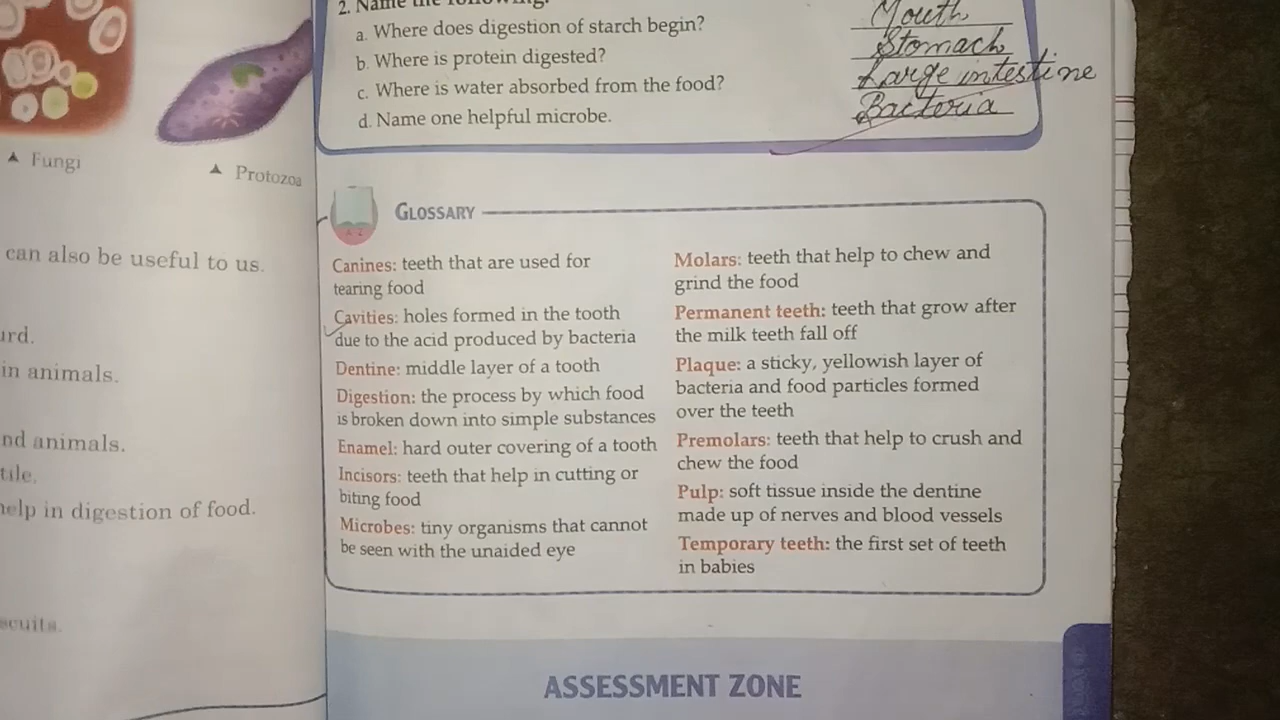 ▲ Fungi
▲ Protozoa
can also be useful to us.
in animals.
animals.
help in digestion of food.
2. Name the following.
a. Where does digestion of starch begin? Mouth
b. Where is protein digested? Stomach
c. Where is water absorbed from the food? Large intestine
d. Name one helpful microbe. Bacteria
GLOSSARY
Canines: teeth that are used for
tearing food
Cavities: holes formed in the tooth
due to the acid produced by bacteria
Dentine: middle layer of a tooth
Digestion: the process by which food
is broken down into simple substances
Enamel: hard outer covering of a tooth
Incisors: teeth that help in cutting or
biting food
Microbes: tiny organisms that cannot
be seen with the unaided eye
Molars: teeth that help to chew and
grind the food
Permanent teeth: teeth that grow after
the milk teeth fall off
Plaque: a sticky, yellowish layer of
bacteria and food particles formed
over the teeth
Premolars: teeth that help to crush and
chew the food
Pulp: soft tissue inside the dentine
made up of nerves and blood vessels
Temporary teeth: the first set of teeth
in babies
ASSESSMENT ZONE